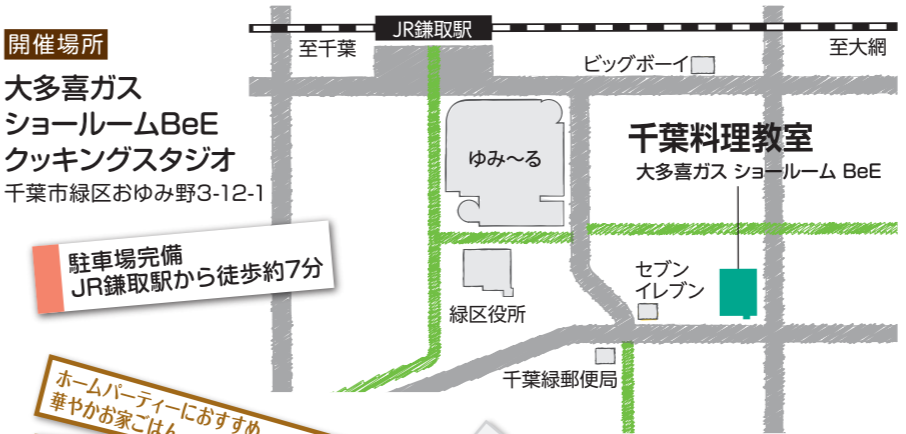 開催場所
大多喜ガス
ショールームBeE
クッキングスタジオ
千葉市緑区おゆみ野3-12-1
駐車場完備
JR鎌取駅から徒歩約7分
JR鎌取駅
至千葉
至大網
ビッグボーイ
ゆみ～る
千葉料理教室
大多喜ガス ショールーム BeE
セブン
イレブン
緑区役所
千葉緑郵便局
ホームパーティーにおすすめ
華やかお家ごはん